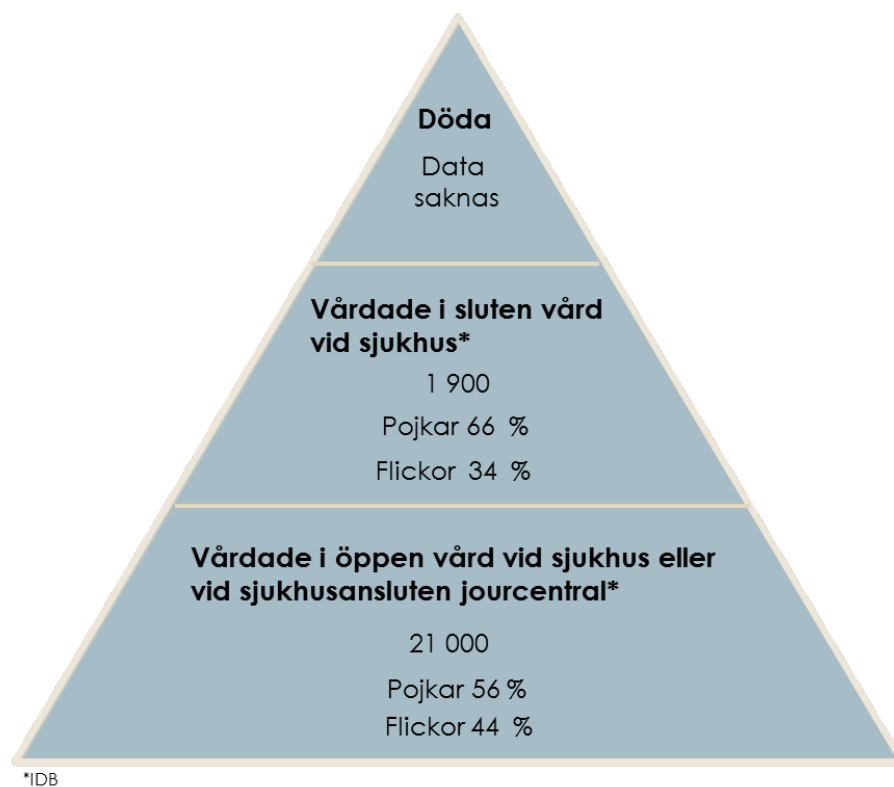 Döda
Data
saknas
Vårdade i sluten vård
vid sjukhus*
1 900
Pojkar 66 %
Flickor 34 %
Vårdade i öppen vård vid sjukhus eller
vid sjukhusansluten jourcentral*
21 000
Pojkar 56 %
Flickor 44 %
*IDB